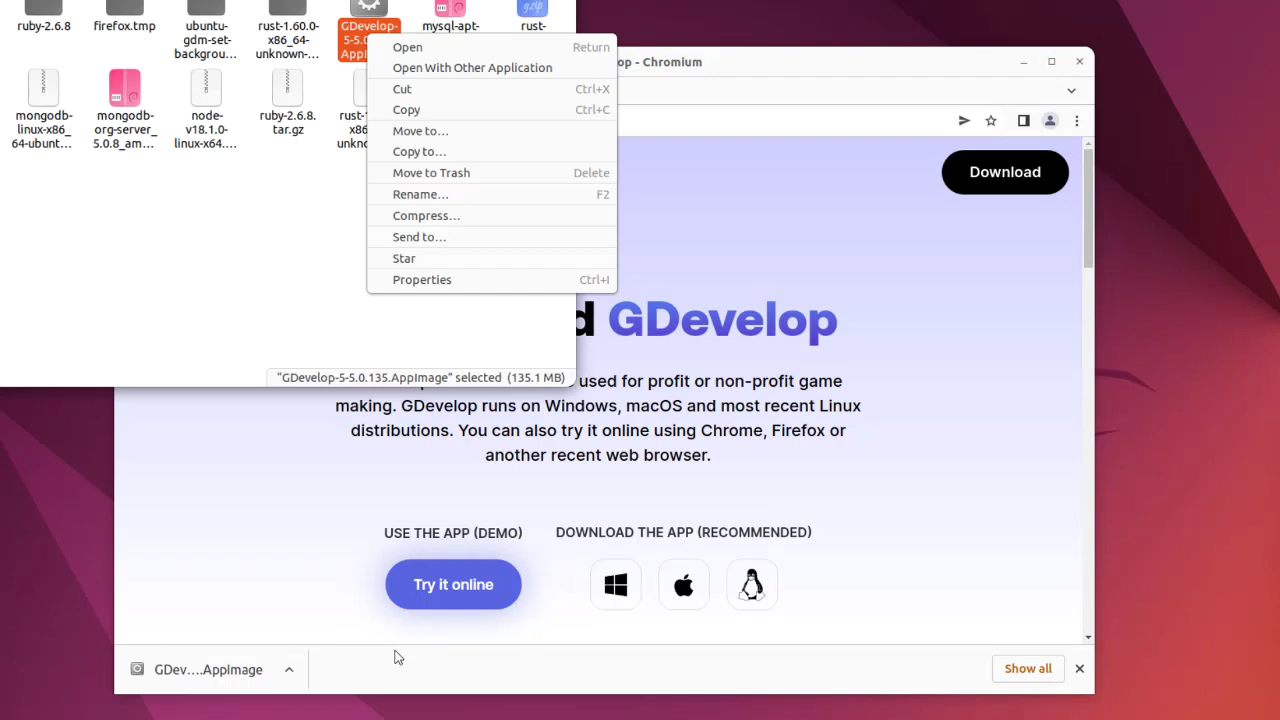 ruby-2.6.8
firefox.tmp
ubuntu-
gdm-set-
backgrou…
rust-1.60.0-
x86_64-
unknown-…
GDevelop-
5-5.0
App
mysql-apt-
rust-
gzip
mongodb-
linux-x86_
64-ubunt…
mongodb-
org-server_
5.0.8_am…
node-
v18.1.0-
linux-x64.…
ruby-2.6.8.
tar.gz
rust-1
x86
unkno
Open Return
Open With Other Application
Cut Ctrl+X
Copy Ctrl+C
Move to…
Copy to…
Move to Trash Delete
Rename… F2
Compress…
Send to…
Star
Properties Ctrl+I
"GDevelop-5-5.0.135.AppImage" selected (135.1 MB)
op - Chromium
Download
d GDevelop
used for profit or non-profit game
making. GDevelop runs on Windows, macOS and most recent Linux
distributions. You can also try it online using Chrome, Firefox or
another recent web browser.
USE THE APP (DEMO)
Try it online
DOWNLOAD THE APP (RECOMMENDED)
GDev….AppImage
Show all